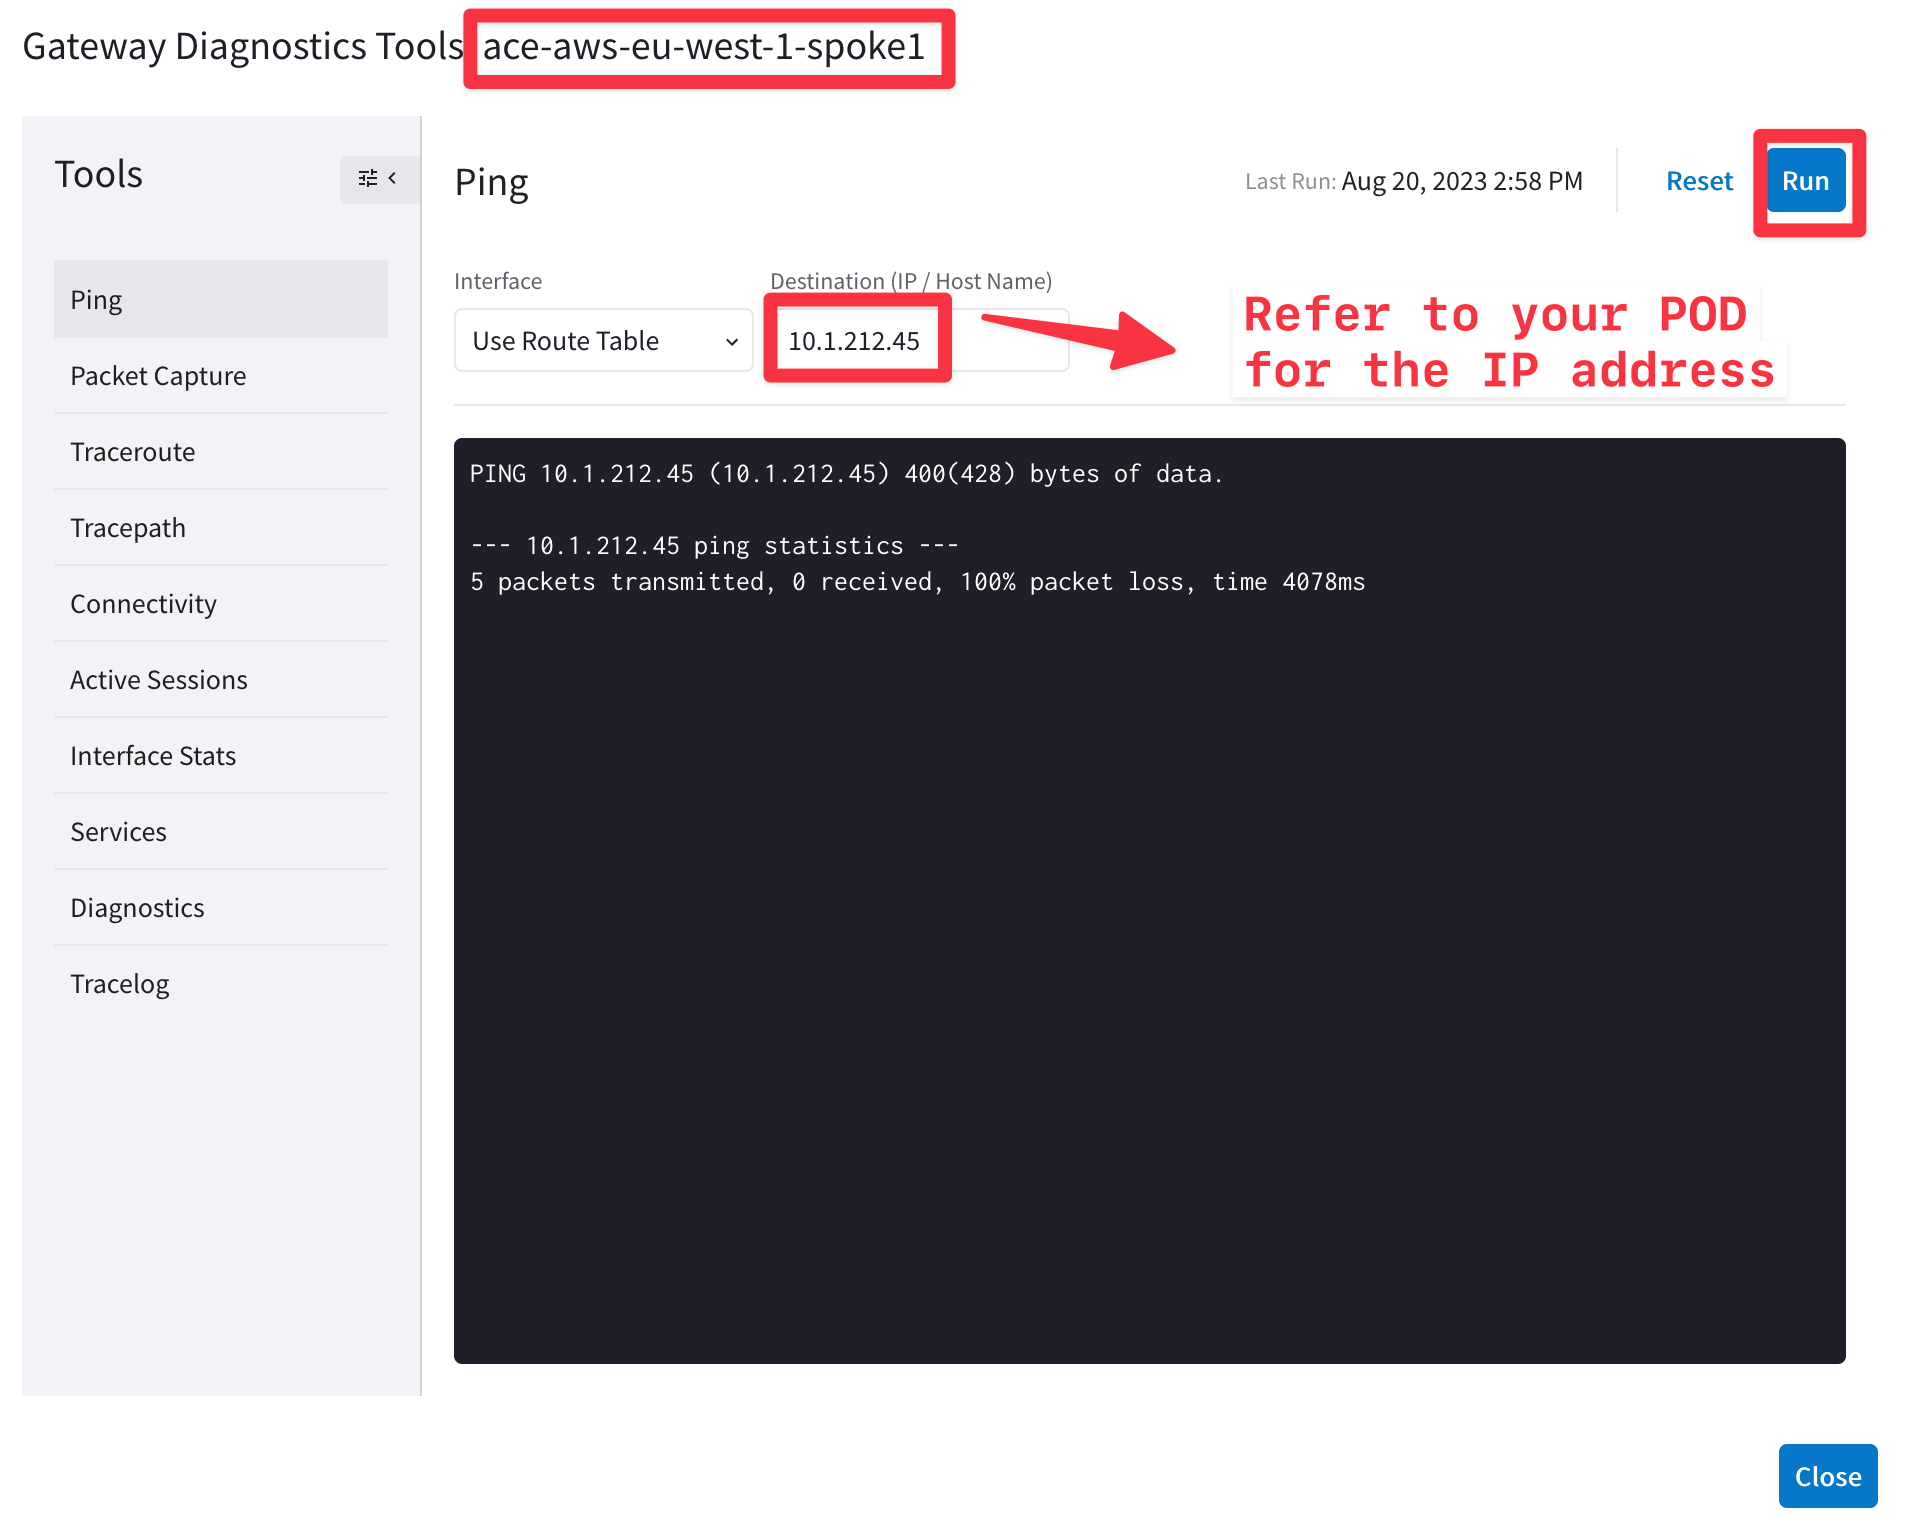 Gateway Diagnostics Tools ace-aws-eu-west-1-spoke1
Tools
Ping
Packet Capture
Traceroute
Tracepath
Connectivity
Active Sessions
Interface Stats
Services
Diagnostics
Tracelog
Ping
Last Run: Aug 20, 2023 2:58 PM
Reset
Run
Interface
Use Route Table
Destination (IP / Host Name)
10.1.212.45
Refer to your POD
for the IP address
PING 10.1.212.45 (10.1.212.45) 400(428) bytes of data.
--- 10.1.212.45 ping statistics ---
5 packets transmitted, 0 received, 100% packet loss, time 4078ms
Close